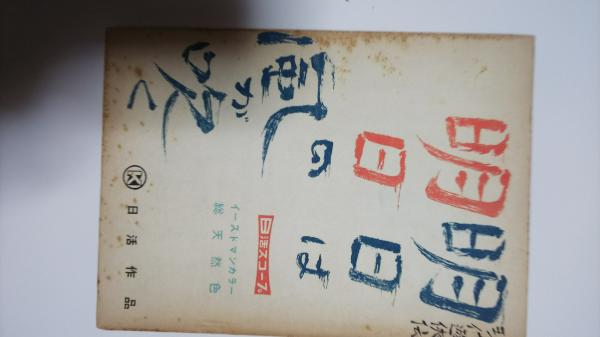 明日は
明日の
風が
吹く
日活スコープ
イーストマンカラー
総天然色
日活作品